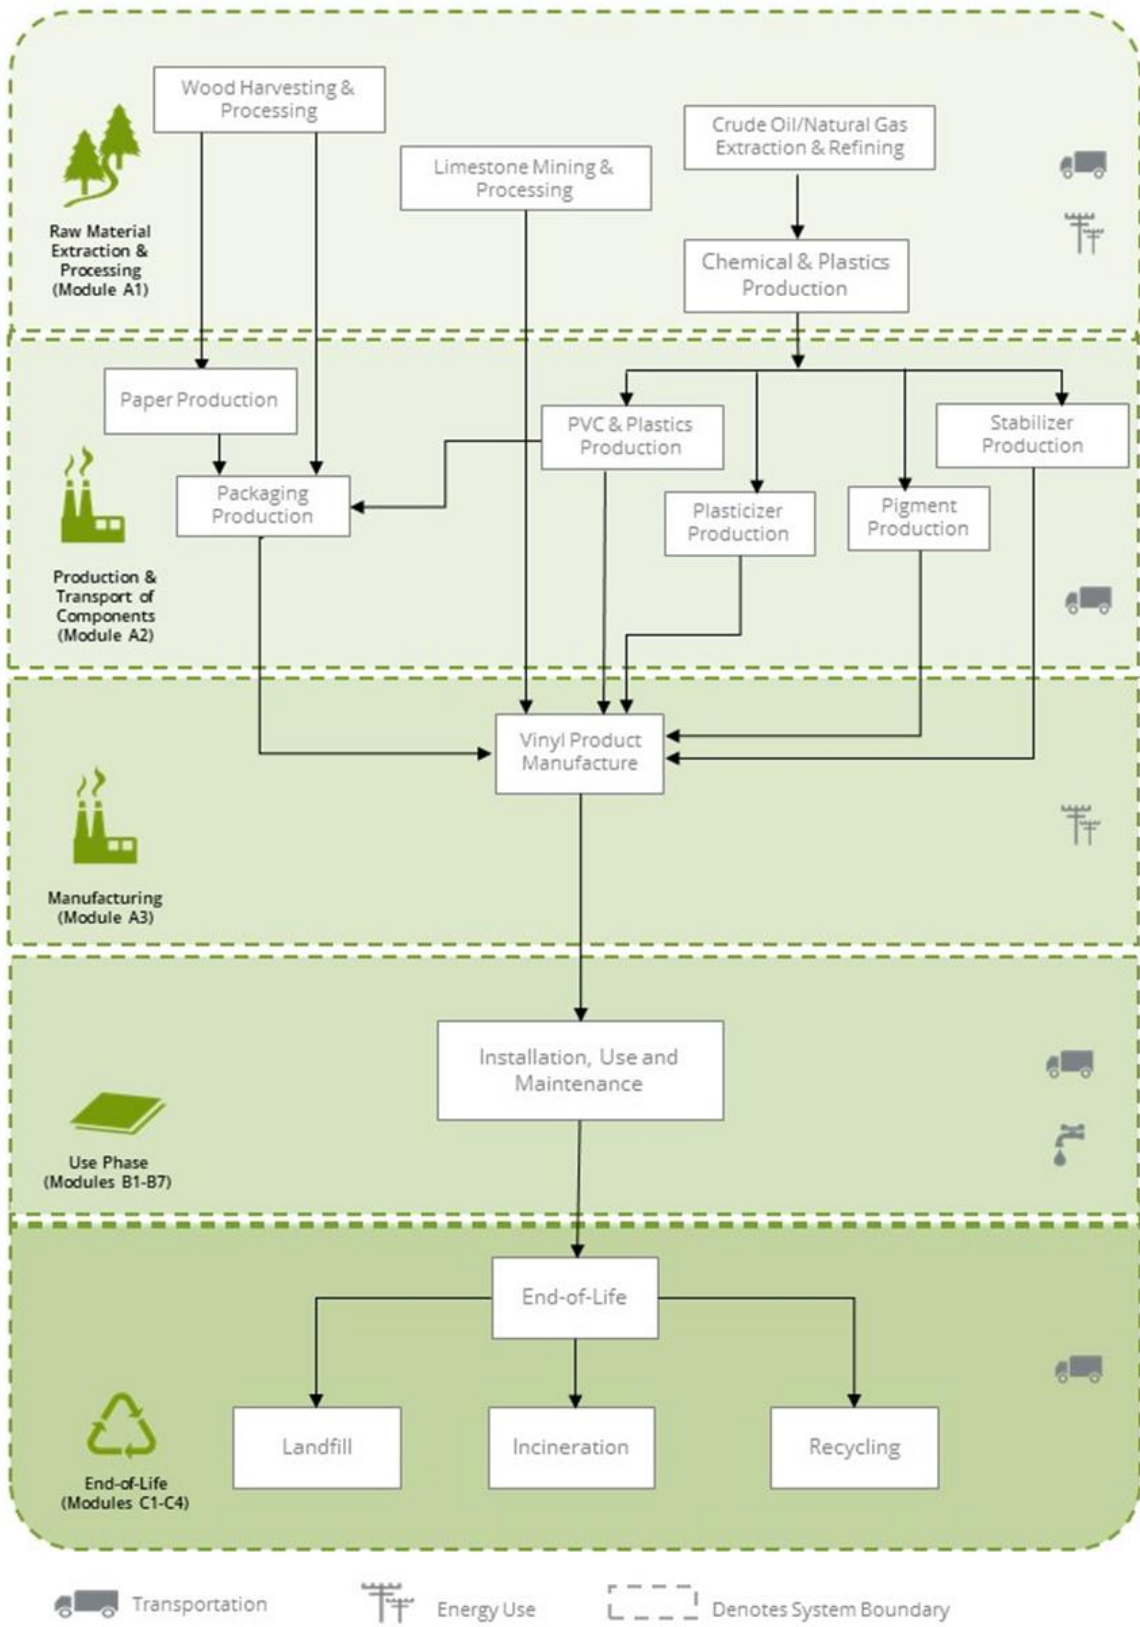 Wood Harvesting &
Processing
Limestone Mining &
Processing
Crude Oil/Natural Gas
Extraction & Refining
Chemical & Plastics
Production
Raw Material
Extraction &
Processing
(Module A1)
Paper Production
Packaging
Production
PVC & Plastics
Production
Plasticizer
Production
Pigment
Production
Stabilizer
Production
Production &
Transport of
Components
(Module A2)
Vinyl Product
Manufacture
Manufacturing
(Module A3)
Installation, Use and
Maintenance
Use Phase
(Modules B1-B7)
End-of-Life
Landfill
Incineration
Recycling
End-of-Life
(Modules C1-C4)
Transportation
Energy Use
Denotes System Boundary